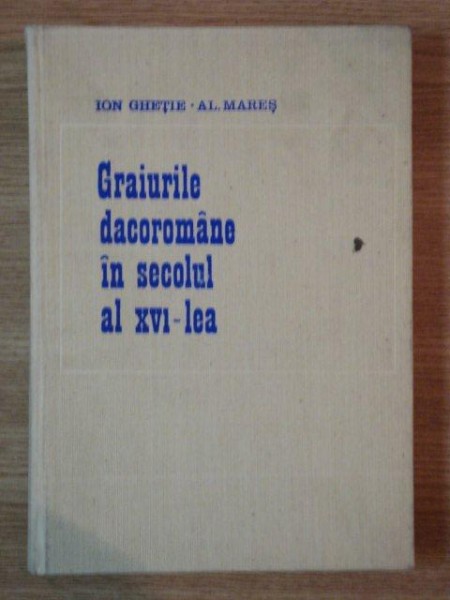 ION GHEȚIE · AL. MAREȘ
Graiurile
dacoromâne
în secolul
al XVI-lea